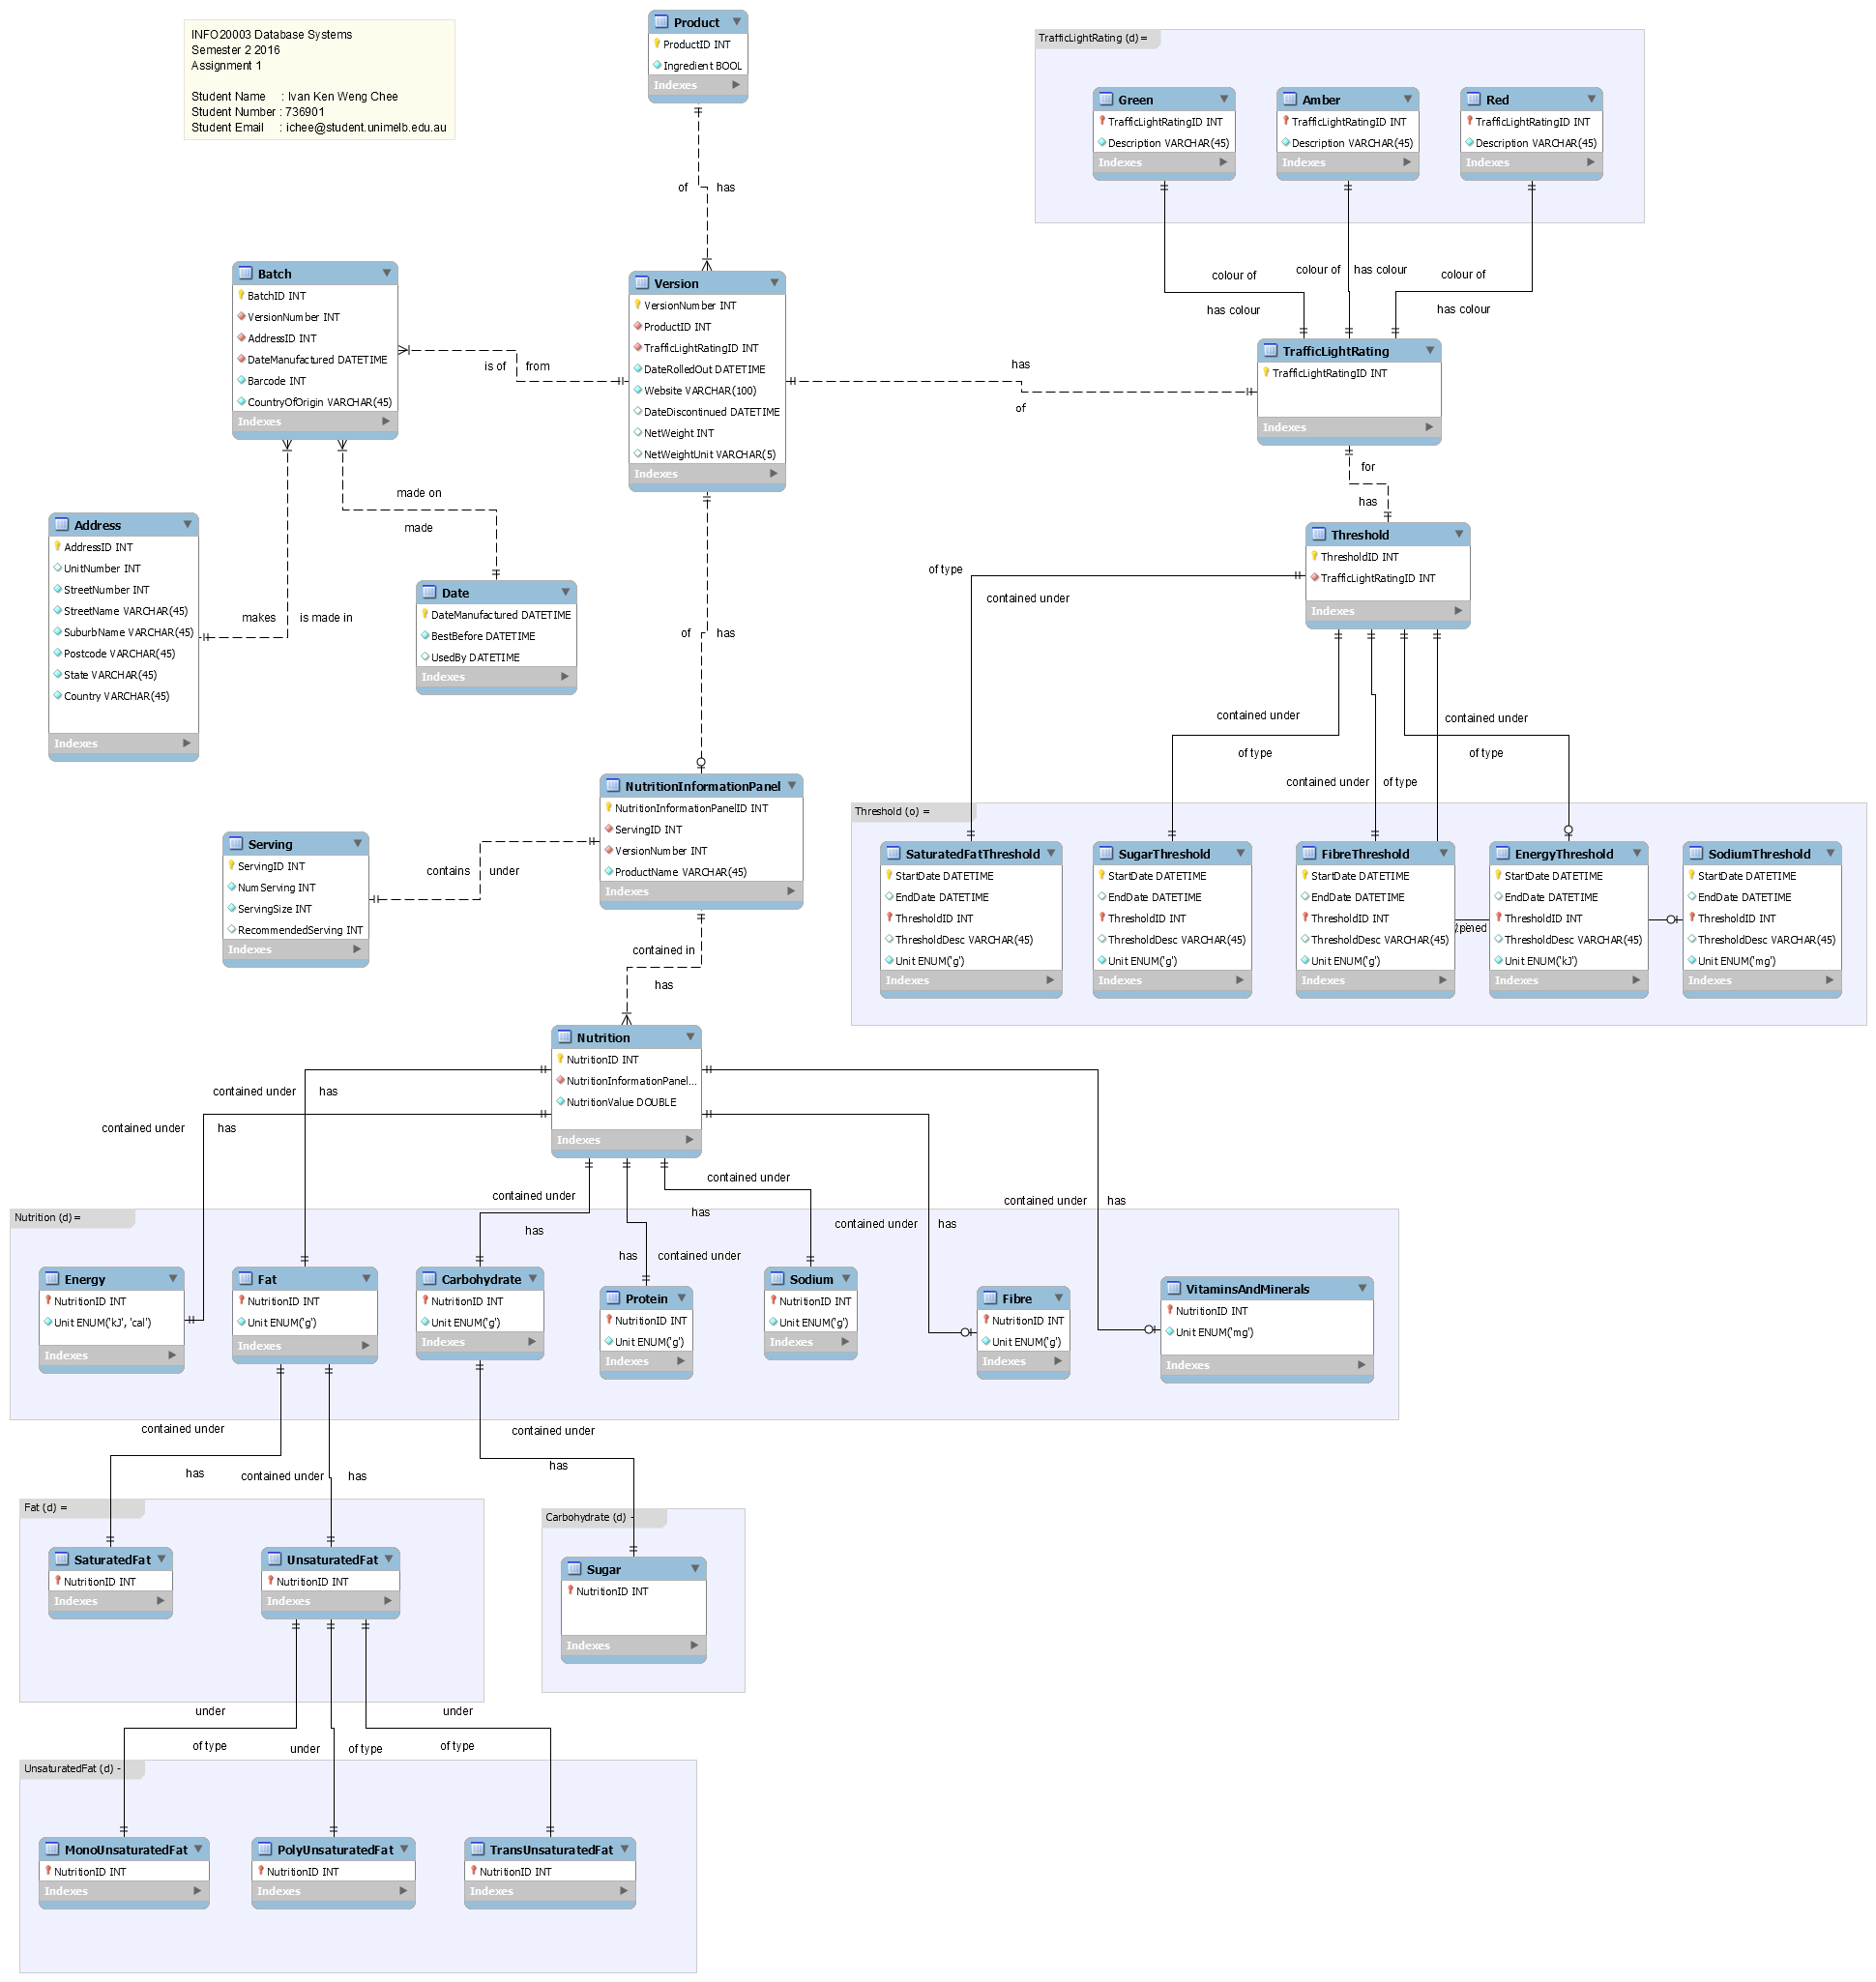 INFO20003 Database Systems
Semester 2 2016
Assignment 1
Student Name : Ivan Ken Weng Chee
Student Number : 736901
Student Email : ichee@student.unimelb.edu.au
Product
ProductID INT
Ingredient BOOL
Indexes
of has
TrafficLightRating (d) =
Green
TrafficLightRatingID INT
Description VARCHAR(45)
Indexes
Amber
TrafficLightRatingID INT
Description VARCHAR(45)
Indexes
Red
TrafficLightRatingID INT
Description VARCHAR(45)
Indexes
colour of
has colour
colour of
has colour
colour of
has colour
Batch
BatchID INT
VersionNumber INT
AddressID INT
DateManufactured DATETIME
Barcode INT
CountryOfOrigin VARCHAR(45)
Indexes
is of from
Version
VersionNumber INT
ProductID INT
TrafficLightRatingID INT
DateRolledOut DATETIME
Website VARCHAR(100)
DateDiscontinued DATETIME
NetWeight INT
NetWeightUnit VARCHAR(5)
Indexes
has
of
TrafficLightRating
TrafficLightRatingID INT
Indexes
for
has
Address
AddressID INT
UnitNumber INT
StreetNumber INT
StreetName VARCHAR(45)
SuburbName VARCHAR(45)
Postcode VARCHAR(45)
State VARCHAR(45)
Country VARCHAR(45)
Indexes
makes is made in
made on
made
Date
DateManufactured DATETIME
BestBefore DATETIME
UsedBy DATETIME
Indexes
of has
Threshold
ThresholdID INT
TrafficLightRatingID INT
Indexes
of type
contained under
contained under
of type
contained under
of type
contained under
of type
NutritionInformationPanel
NutritionInformationPanelID INT
ServingID INT
VersionNumber INT
ProductName VARCHAR(45)
Indexes
Serving
ServingID INT
NumServing INT
ServingSize INT
RecommendedServing INT
Indexes
contains under
contained in
has
Threshold (o) =
SaturatedFatThreshold
StartDate DATETIME
EndDate DATETIME
ThresholdID INT
ThresholdDesc VARCHAR(45)
Unit ENUM('g')
Indexes
SugarThreshold
StartDate DATETIME
EndDate DATETIME
ThresholdID INT
ThresholdDesc VARCHAR(45)
Unit ENUM('g')
Indexes
FibreThreshold
StartDate DATETIME
EndDate DATETIME
ThresholdID INT
ThresholdDesc VARCHAR(45)
Unit ENUM('g')
Indexes
EnergyThreshold
StartDate DATETIME
EndDate DATETIME
ThresholdID INT
ThresholdDesc VARCHAR(45)
Unit ENUM('kJ')
Indexes
SodiumThreshold
StartDate DATETIME
EndDate DATETIME
ThresholdID INT
ThresholdDesc VARCHAR(45)
Unit ENUM('mg')
Indexes
Nutrition
NutritionID INT
NutritionInformationPanel...
NutritionValue DOUBLE
Indexes
contained under has
contained under has
contained under
has
has contained under
contained under
has
contained under has
contained under has
Nutrition (d) =
Energy
NutritionID INT
Unit ENUM('kJ', 'cal')
Indexes
Fat
NutritionID INT
Unit ENUM('g')
Indexes
Carbohydrate
NutritionID INT
Unit ENUM('g')
Indexes
Protein
NutritionID INT
Unit ENUM('g')
Indexes
Sodium
NutritionID INT
Unit ENUM('g')
Indexes
Fibre
NutritionID INT
Unit ENUM('g')
Indexes
VitaminsAndMinerals
NutritionID INT
Unit ENUM('mg')
Indexes
contained under
has
contained under has
contained under
has
Fat (d) =
SaturatedFat
NutritionID INT
Indexes
UnsaturatedFat
NutritionID INT
Indexes
Carbohydrate (d) -
Sugar
NutritionID INT
Indexes
under
of type
under of type
under
of type
UnsaturatedFat (d) -
MonoUnsaturatedFat
NutritionID INT
Indexes
PolyUnsaturatedFat
NutritionID INT
Indexes
TransUnsaturatedFat
NutritionID INT
Indexes